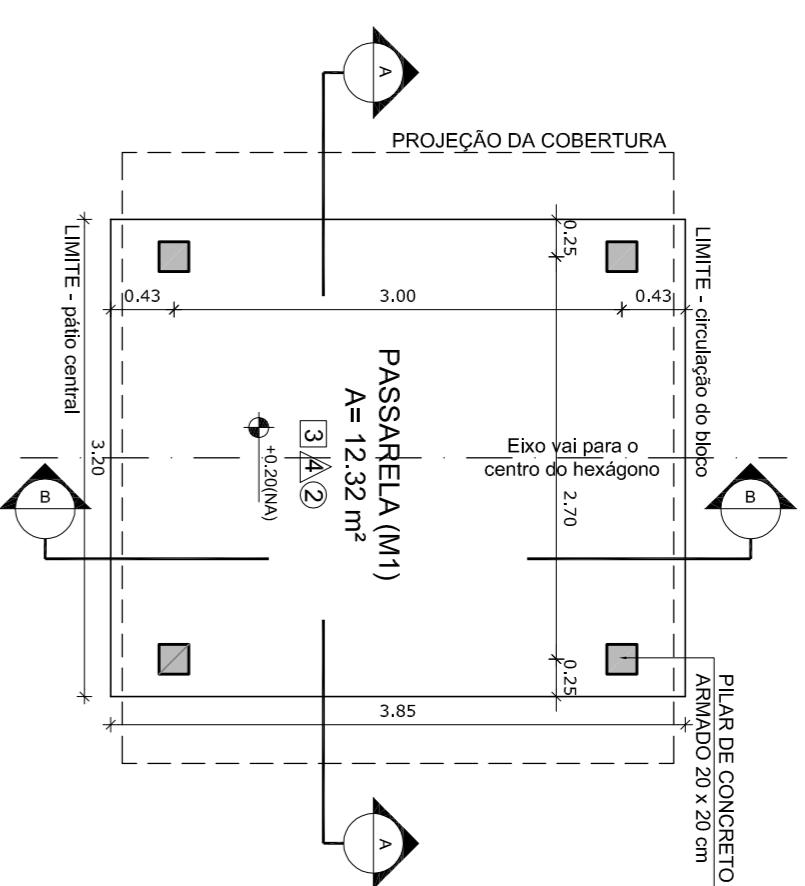 A
PROJEÇÃO DA COBERTURA
LIMITE - pátio central
LIMITE - circulação do bloco
0.25
0.43
3.00
0.43
PASSARELA (M1)
A= 12.32 m²
3 4 2
+0.20(NA)
Eixo vai para o
centro do hexágono
3.20
2.70
B
B
0.25
3.85
PILAR DE CONCRETO
ARMADO 20 x 20 cm
A